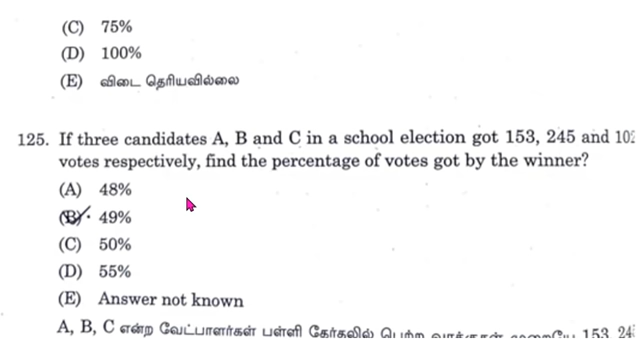 (C) 75%
(D) 100%
(E) விடை தெரியவில்லை
125. If three candidates A, B and C in a school election got 153, 245 and 102
votes respectively, find the percentage of votes got by the winner?
(A) 48%
(B) 49%
(C) 50%
(D) 55%
(E) Answer not known
A, B, C என்ற வேட்பாளர்கள் பள்ளி தேர்தலில் பெற்ற 153, 24